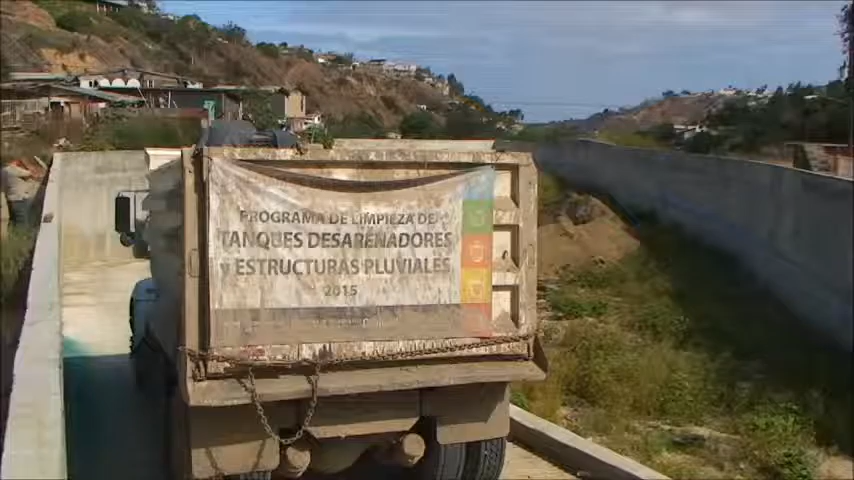 PROGRAMA DE LIMPIEZA DE
TANQUES DESARENADORES
Y ESTRUCTURAS PLUVIALES
2015